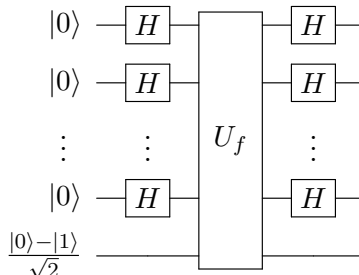 |0⟩ H H
|0⟩ H H
⋮ ⋮ U_f ⋮
|0⟩ H H
|0⟩−|1⟩
√2